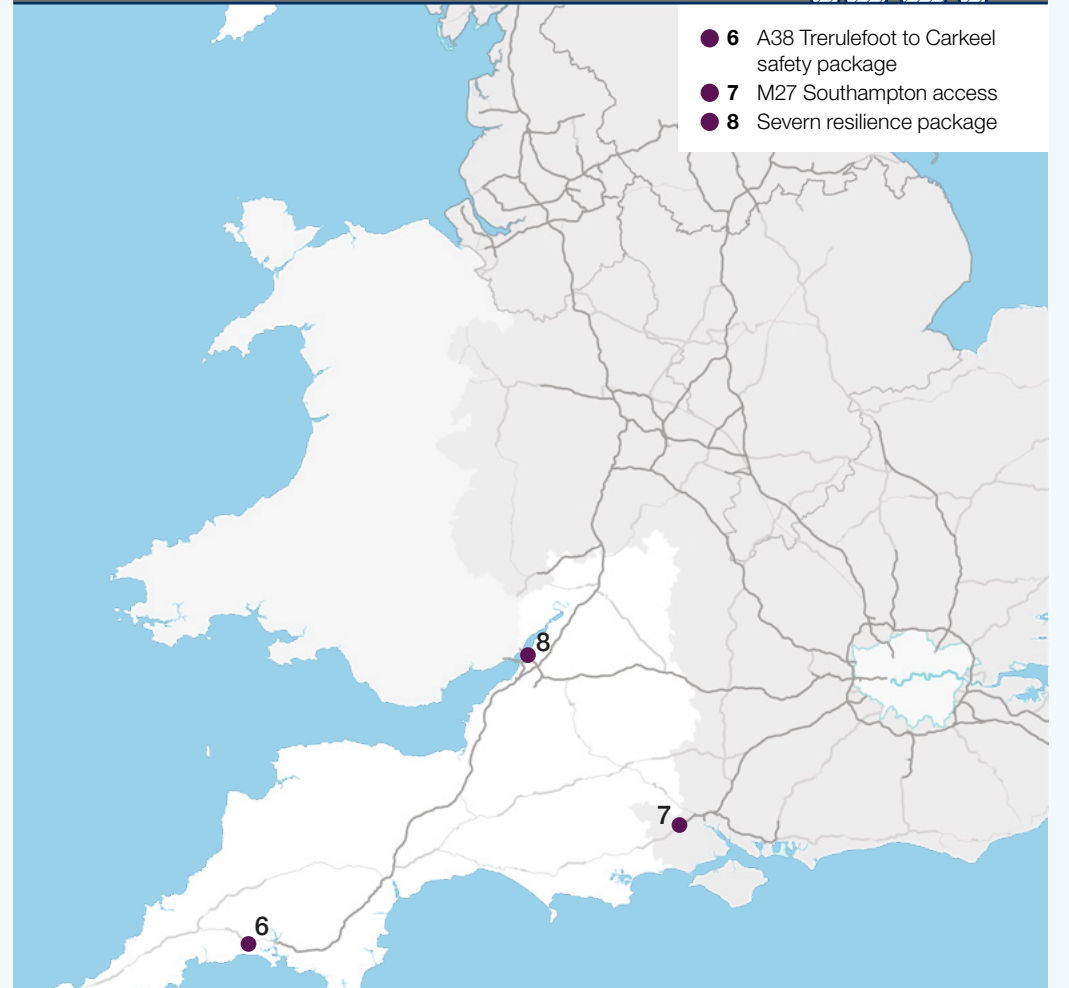 6 A38 Trerulefoot to Carkeel
safety package
7 M27 Southampton access
8 Severn resilience package
8
7
6